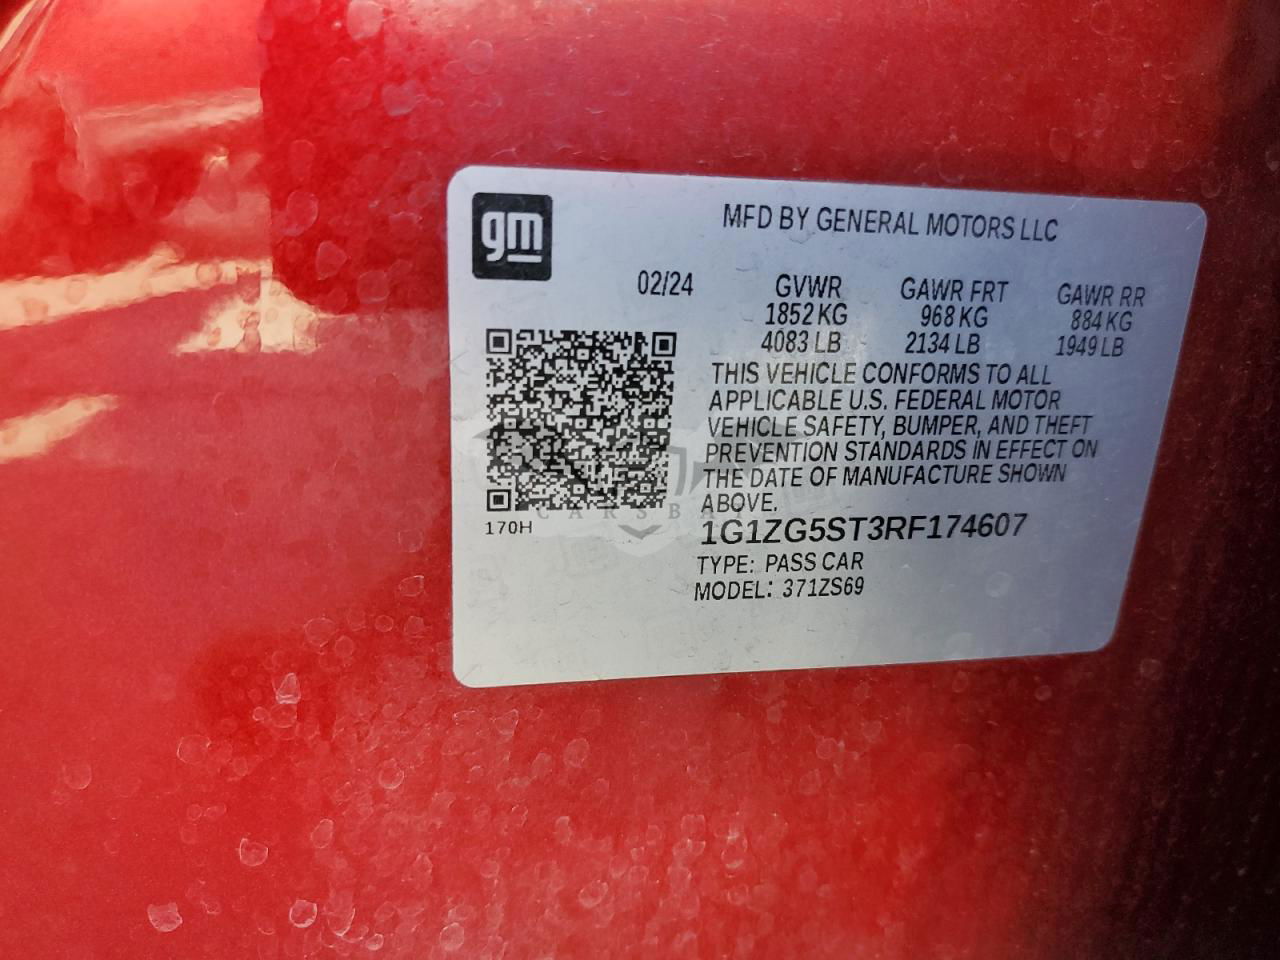 gm
MFD BY GENERAL MOTORS LLC
02/24 GVWR GAWR FRT GAWR RR
1852 KG 968 KG 884 KG
4083 LB 2134 LB 1949 LB
THIS VEHICLE CONFORMS TO ALL
APPLICABLE U.S. FEDERAL MOTOR
VEHICLE SAFETY, BUMPER, AND THEFT
PREVENTION STANDARDS IN EFFECT ON
THE DATE OF MANUFACTURE SHOWN
ABOVE.
170H
1G1ZG5ST3RF174607
TYPE: PASS CAR
MODEL: 371ZS69